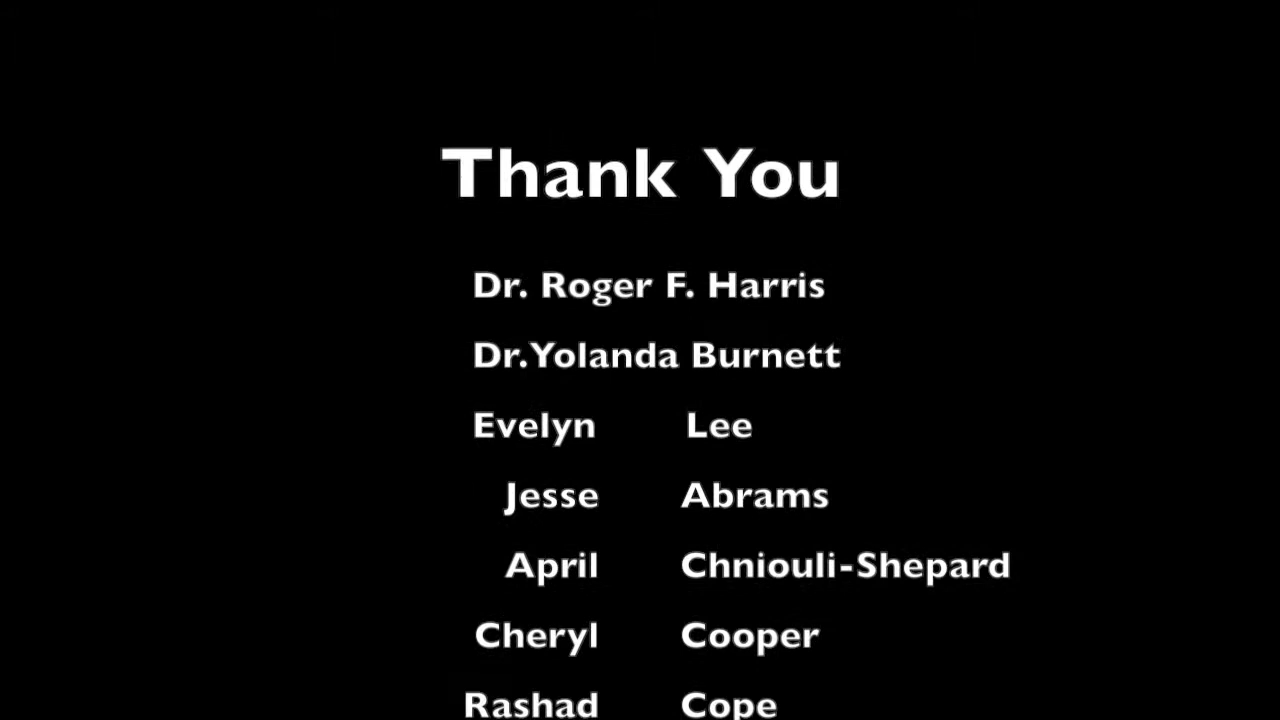 Thank You
Dr. Roger F. Harris
Dr. Yolanda Burnett
Evelyn Lee
Jesse Abrams
April Chniouli-Shepard
Cheryl Cooper
Rashad Cope